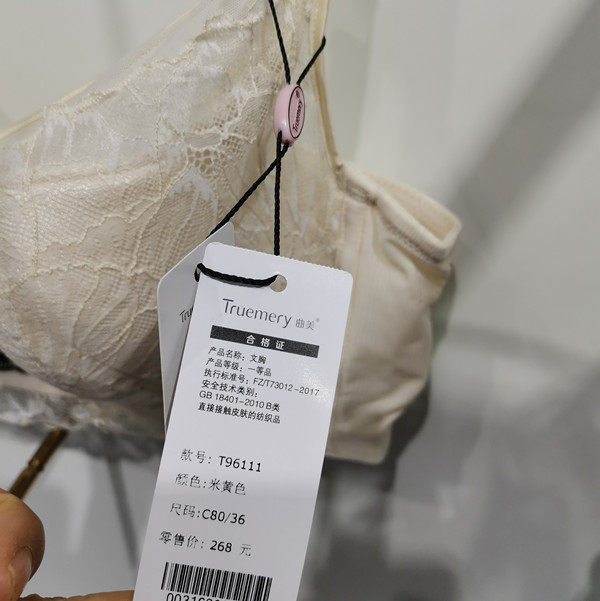 Truemery®
Truemery 曲美®
合格证
产品名称：文胸
产品等级：一等品
执行标准号：FZ/T73012-2017
安全技术类别：
GB 18401-2010 B类
直接接触皮肤的纺织品
款号：T96111
颜色:米黄色
尺码:C80/36
零售价：268 元